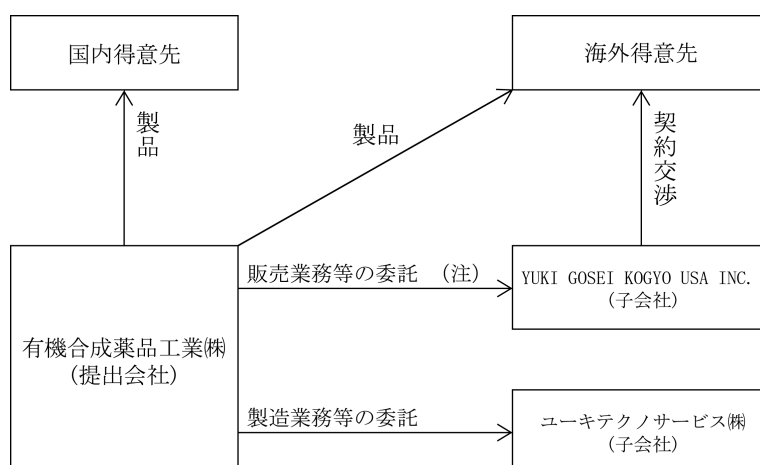 国内得意先
海外得意先
製品
製品
契約交渉
販売業務等の委託 （注）
YUKI GOSEI KOGYO USA INC.
（子会社）
有機合成薬品工業㈱
（提出会社）
製造業務等の委託
ユーキテクノサービス㈱
（子会社）